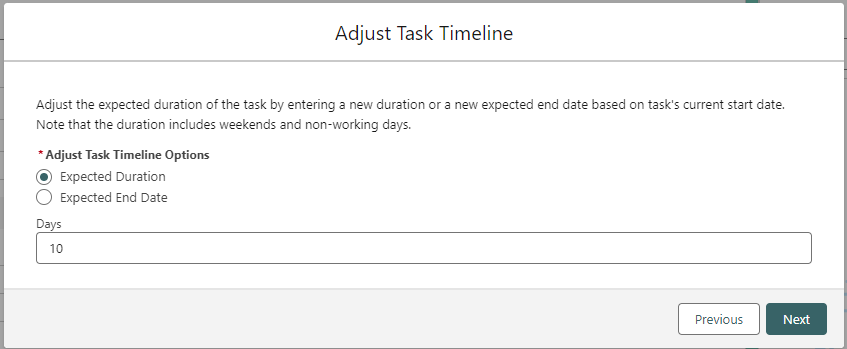 Adjust Task Timeline
Adjust the expected duration of the task by entering a new duration or a new expected end date based on task's current start date.
Note that the duration includes weekends and non-working days.
*Adjust Task Timeline Options
Expected Duration
Expected End Date
Days
10
Previous
Next